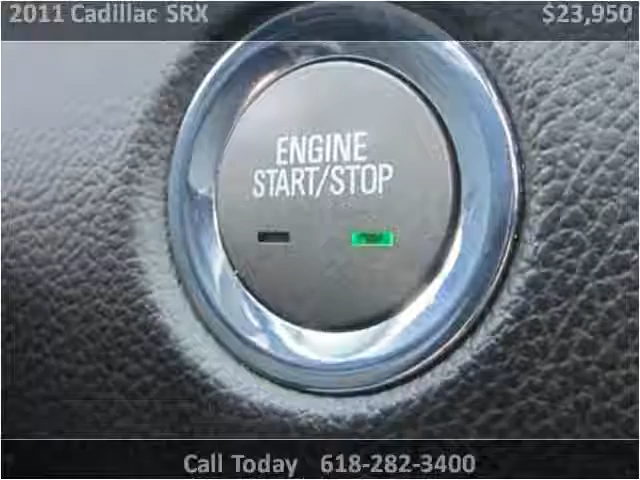 2011 Cadillac SRX $23,950
ENGINE
START/STOP
Call Today 618-282-3400